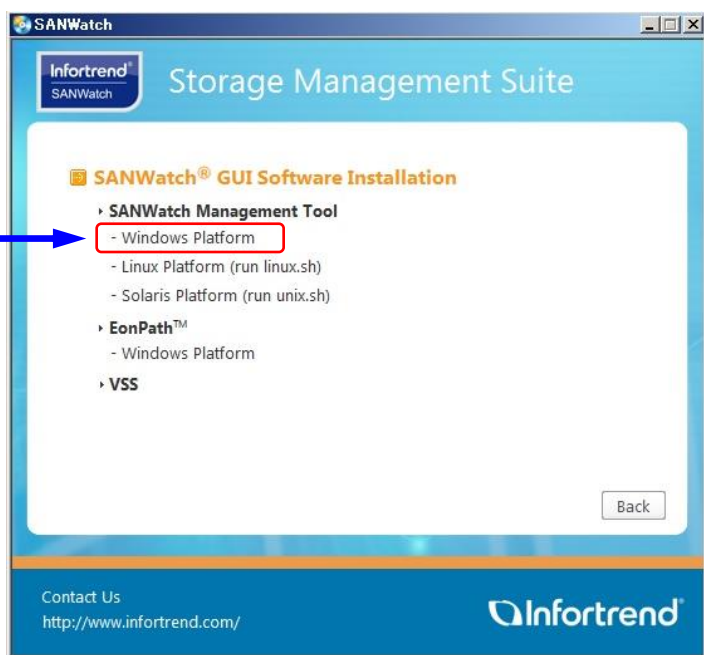 SANWatch
Infortrend®
SANWatch
Storage Management Suite
SANWatch® GUI Software Installation
SANWatch Management Tool
- Windows Platform
- Linux Platform (run linux.sh)
- Solaris Platform (run unix.sh)
EonPath™
- Windows Platform
VSS
Back
Contact Us
http://www.infortrend.com/
Infortrend®